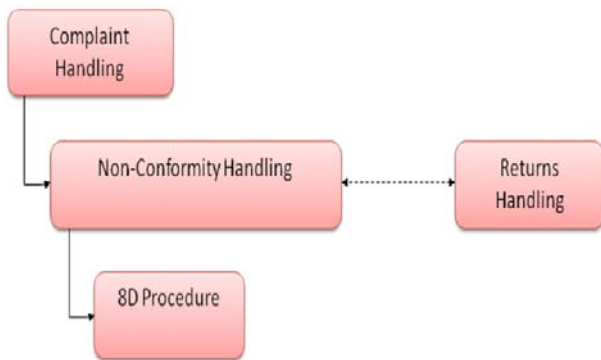 Complaint
Handling
Non-Conformity Handling
Returns
Handling
8D Procedure